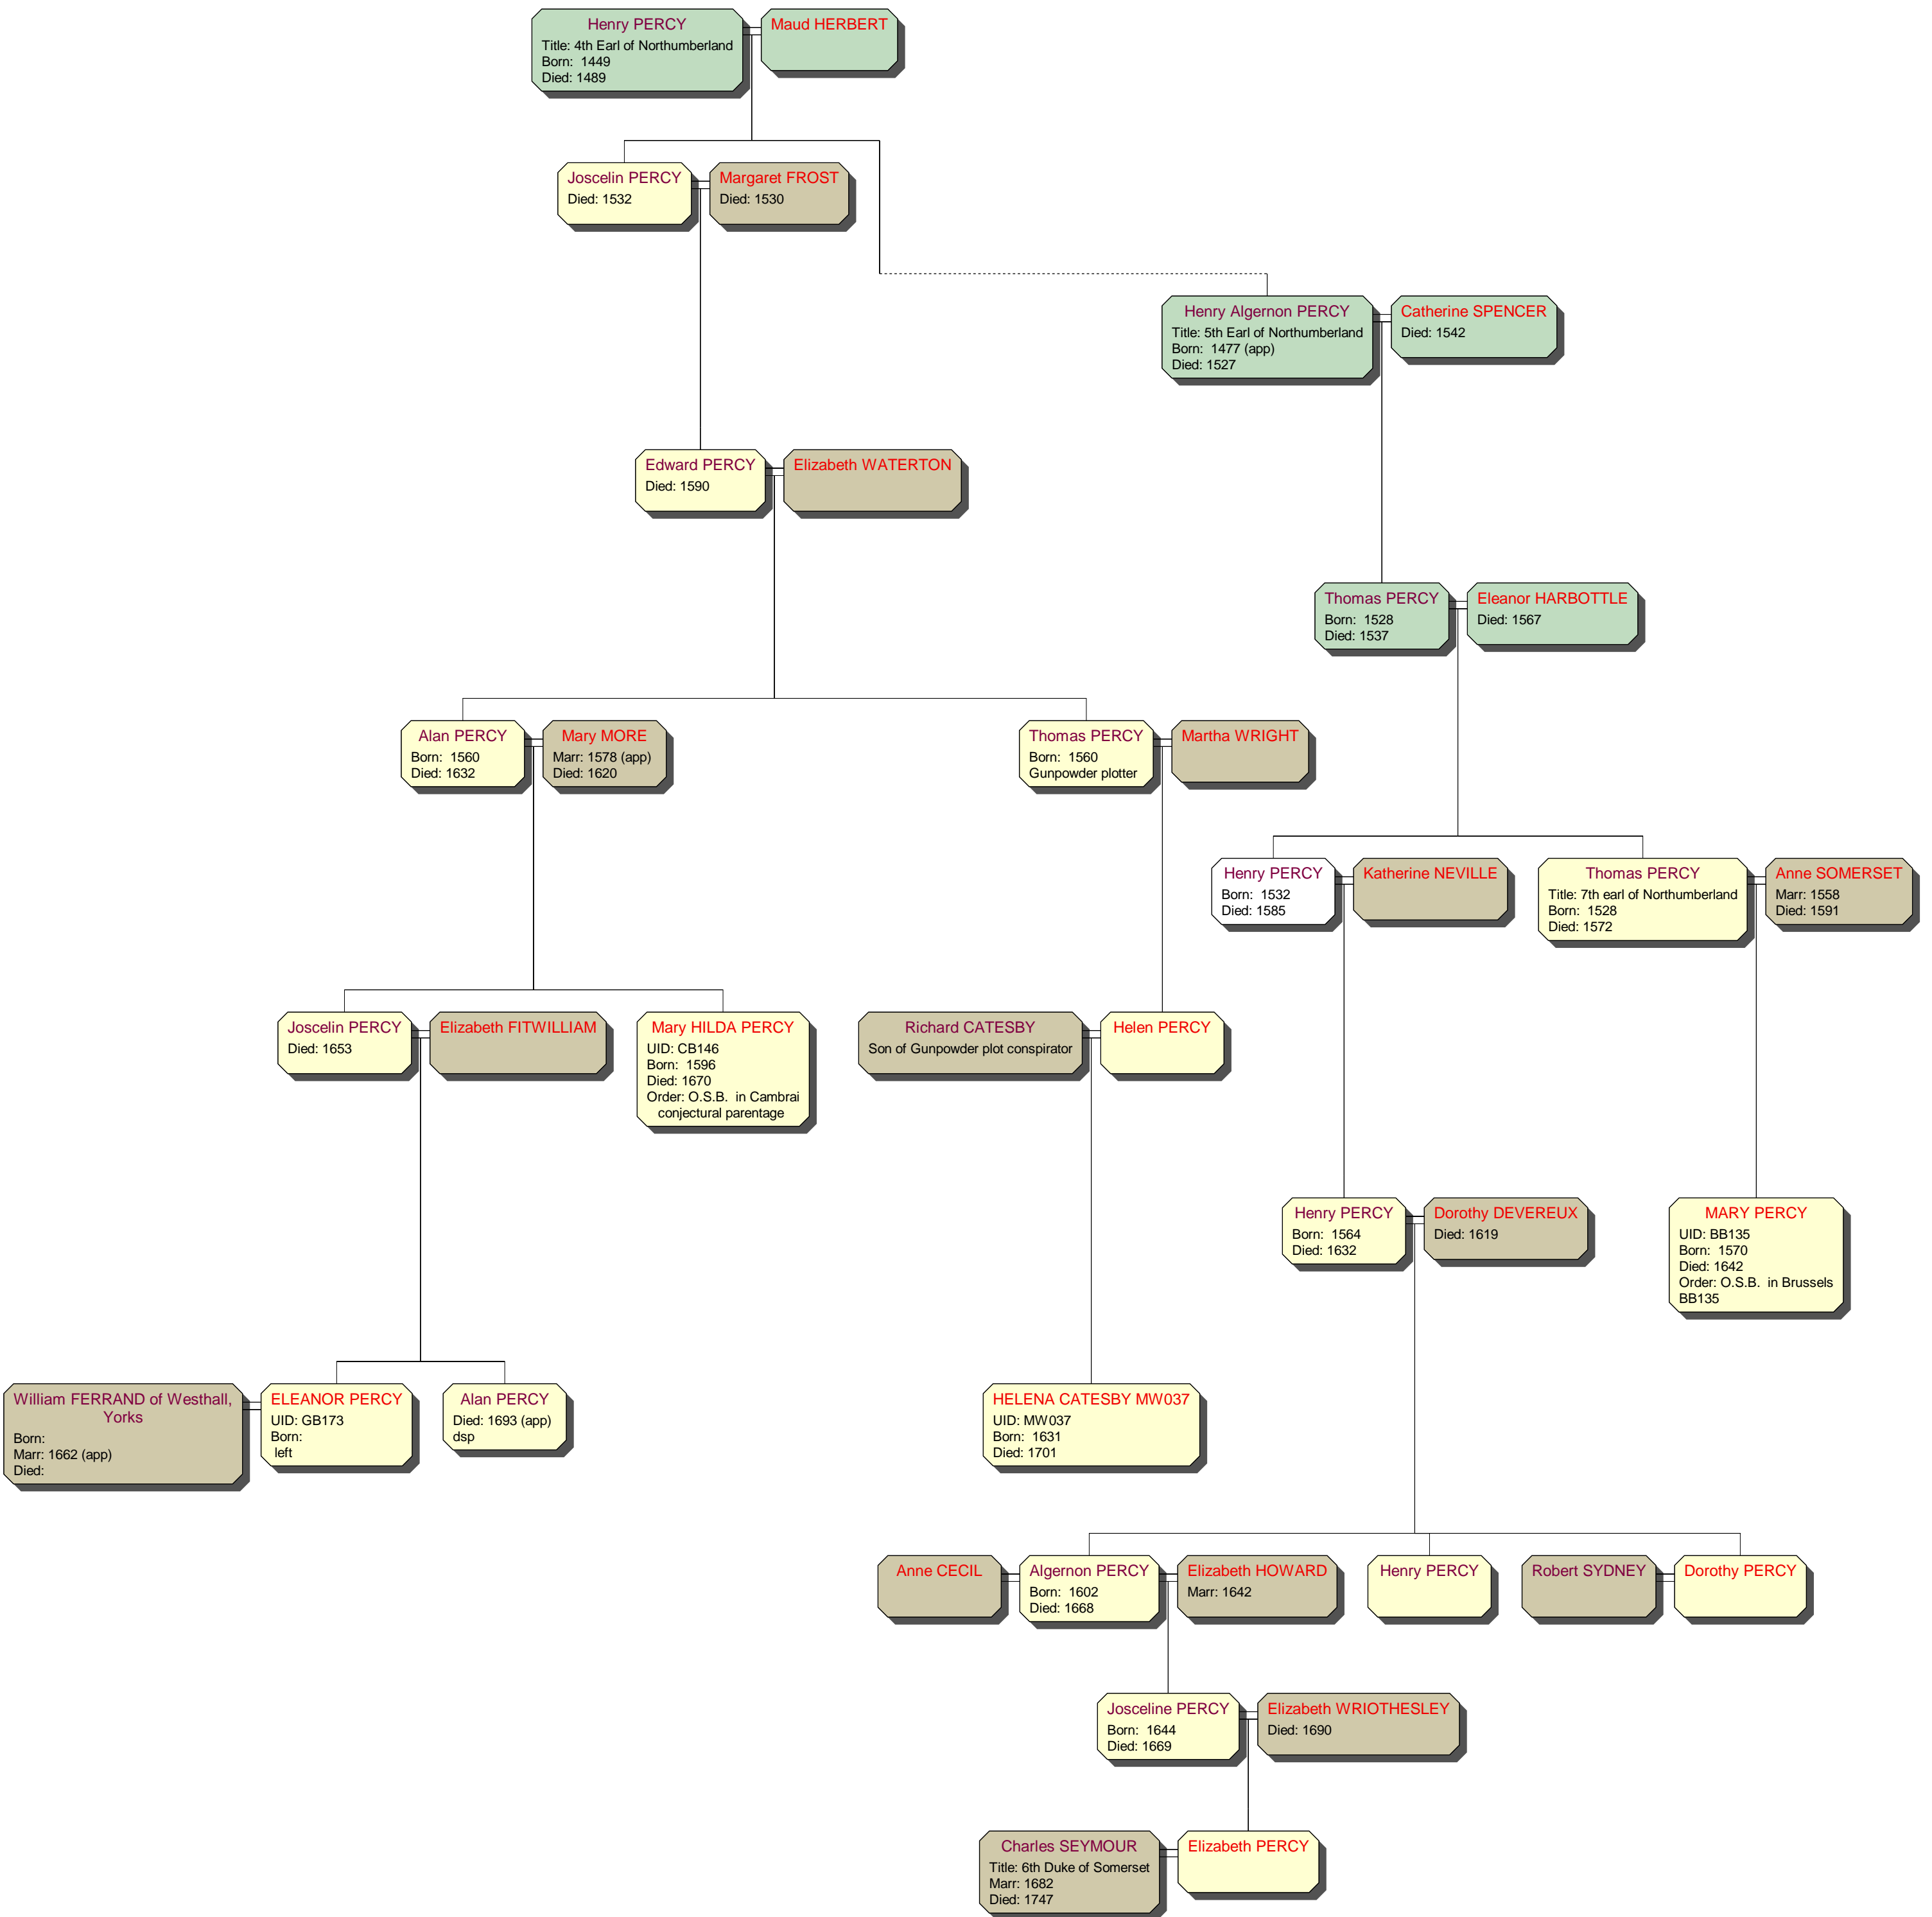 Henry PERCY
Title: 4th Earl of Northumberland
Born: 1449
Died: 1489
Maud HERBERT
Joscelin PERCY
Died: 1532
Margaret FROST
Died: 1530
Henry Algernon PERCY
Title: 5th Earl of Northumberland
Born: 1477 (app)
Died: 1527
Catherine SPENCER
Died: 1542
Edward PERCY
Died: 1590
Elizabeth WATERTON
Thomas PERCY
Born: 1528
Died: 1537
Eleanor HARBOTTLE
Died: 1567
Alan PERCY
Born: 1560
Died: 1632
Mary MORE
Marr: 1578 (app)
Died: 1620
Thomas PERCY
Born: 1560
Gunpowder plotter
Martha WRIGHT
Henry PERCY
Born: 1532
Died: 1585
Katherine NEVILLE
Thomas PERCY
Title: 7th earl of Northumberland
Born: 1528
Died: 1572
Anne SOMERSET
Marr: 1558
Died: 1591
Joscelin PERCY
Died: 1653
Elizabeth FITWILLIAM
Mary HILDA PERCY
UID: CB146
Born: 1596
Died: 1670
Order: O.S.B. in Cambrai
conjectural parentage
Richard CATESBY
Son of Gunpowder plot conspirator
Helen PERCY
Henry PERCY
Born: 1564
Died: 1632
Dorothy DEVEREUX
Died: 1619
MARY PERCY
UID: BB135
Born: 1570
Died: 1642
Order: O.S.B. in Brussels
BB135
William FERRAND of Westhall,
Yorks
Born:
Marr: 1662 (app)
Died:
ELEANOR PERCY
UID: GB173
Born:
left
Alan PERCY
Died: 1693 (app)
dsp
HELENA CATESBY MW037
UID: MW037
Born: 1631
Died: 1701
Anne CECIL
Algernon PERCY
Born: 1602
Died: 1668
Elizabeth HOWARD
Marr: 1642
Henry PERCY
Robert SYDNEY
Dorothy PERCY
Josceline PERCY
Born: 1644
Died: 1669
Elizabeth WRIOTHESLEY
Died: 1690
Charles SEYMOUR
Title: 6th Duke of Somerset
Marr: 1682
Died: 1747
Elizabeth PERCY